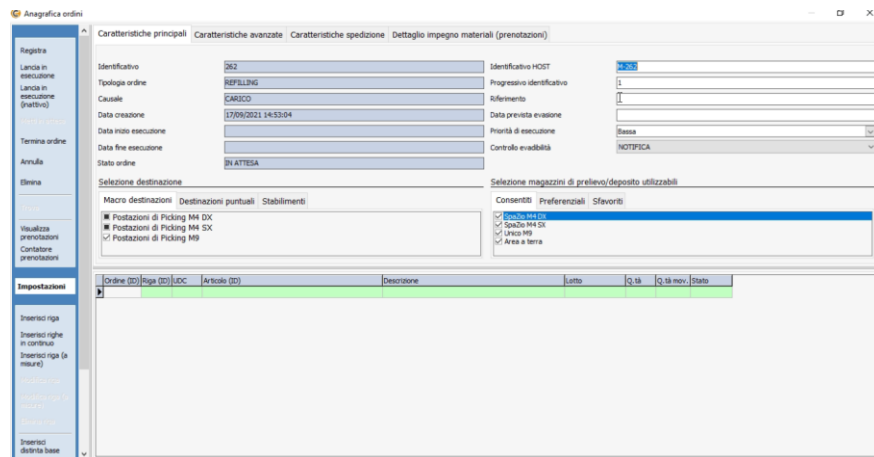 Anagrafica ordini
Caratteristiche principali Caratteristiche avanzate Caratteristiche spedizione Dettaglio impegno materiali (prenotazioni)
Registra
Lancia in
esecuzione
Lancia in
esecuzione
(inattivo)
Termina ordine
Annulla
Elimina
Visualizza
prenotazioni
Contatore
prenotazioni
Impostazioni
Inserisci riga
Inserisci righe
in continuo
Inserisci riga (a
misure)
Inserisci
distinta base
Identificativo 262
Tipologia ordine REFILLING
Causale CARICO
Data creazione 17/09/2021 14:53:04
Data inizio esecuzione
Data fine esecuzione
Stato ordine IN ATTESA
Identificativo HOST M-262
Progressivo identificativo 1
Riferimento
Data prevista evasione
Priorità di esecuzione Bassa
Controllo evadibilità NOTIFICA
Selezione destinazione
Macro destinazioni Destinazioni puntuali Stabilimenti
Postazioni di Picking M4 DX
Postazioni di Picking M4 SX
Postazioni di Picking M9
Selezione magazzini di prelievo/deposito utilizzabili
Consentiti Preferenziali Sfavoriti
Spazio M4 DX
Spazio M4 SX
Unico M9
Area a terra
Ordine (ID) Riga (ID) UDC Articolo (ID) Descrizione Lotto Q.tà Q.tà mov. Stato